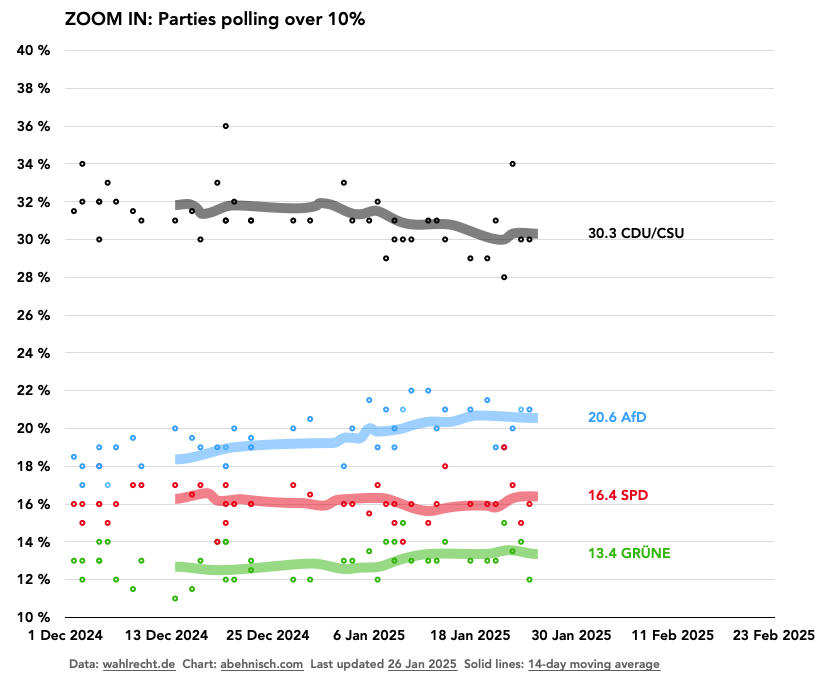 ZOOM IN: Parties polling over 10%
40 %
38 %
36 %
34 %
32 %
30 %
28 %
26 %
24 %
22 %
20 %
18 %
16 %
14 %
12 %
10 %
30.3 CDU/CSU
20.6 AfD
16.4 SPD
13.4 GRÜNE
1 Dec 2024 13 Dec 2024 25 Dec 2024 6 Jan 2025 18 Jan 2025 30 Jan 2025 11 Feb 2025 23 Feb 2025
Data: wahlrecht.de Chart: abehnisch.com Last updated 26 Jan 2025 Solid lines: 14-day moving average